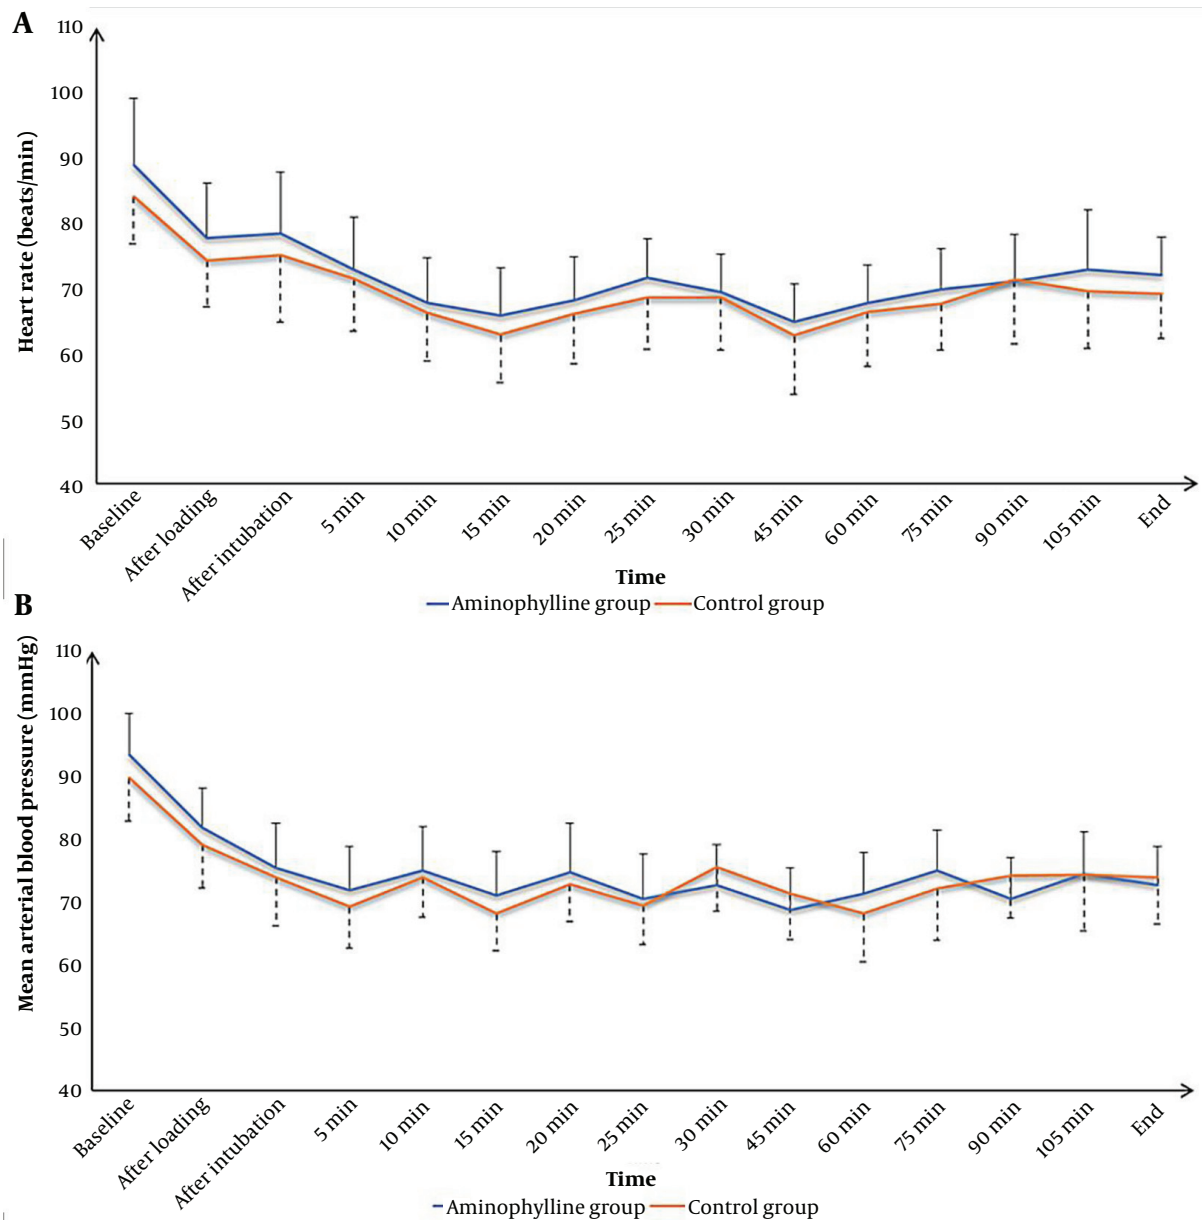 A
110
100
90
80
70
60
50
40
Heart rate (beats/min)
Baseline
After loading
After intubation
5 min
10 min
15 min
20 min
25 min
30 min
45 min
60 min
75 min
90 min
105 min
End
Time
Aminophylline group
Control group
B
110
100
90
80
70
60
50
40
Mean arterial blood pressure (mmHg)
Baseline
After loading
After intubation
5 min
10 min
15 min
20 min
25 min
30 min
45 min
60 min
75 min
90 min
105 min
End
Time
Aminophylline group
Control group